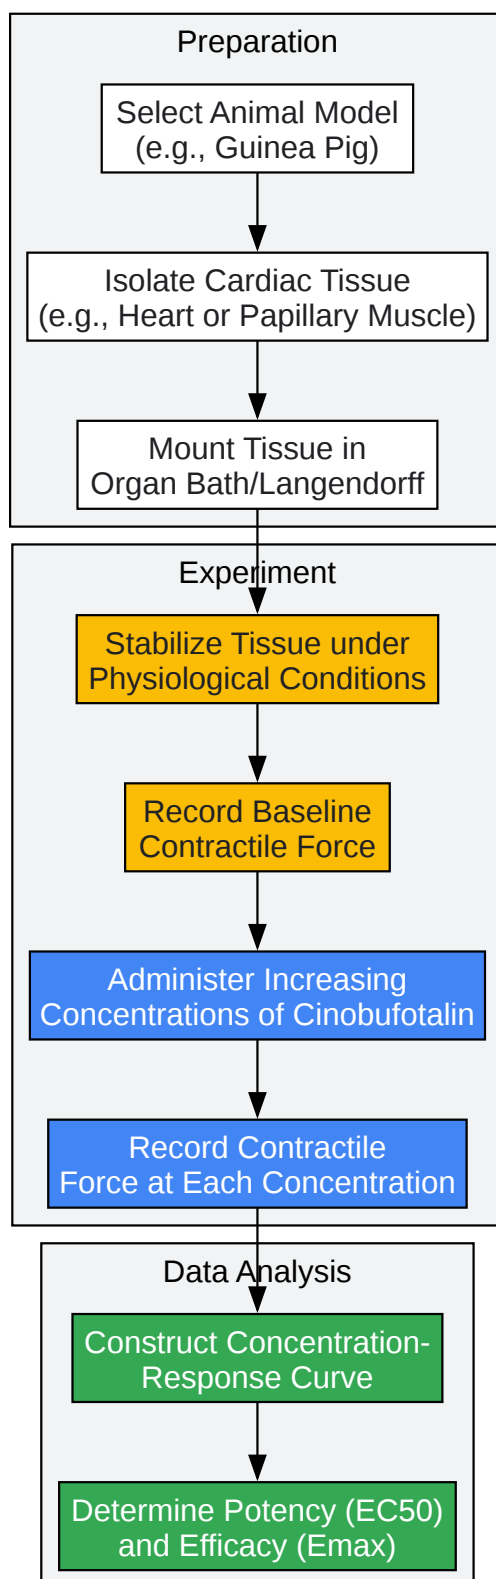 Preparation
Select Animal Model
(e.g., Guinea Pig)
Isolate Cardiac Tissue
(e.g., Heart or Papillary Muscle)
Mount Tissue in
Organ Bath/Langendorff
Experiment
Stabilize Tissue under
Physiological Conditions
Record Baseline
Contractile Force
Administer Increasing
Concentrations of Cinobufotalin
Record Contractile
Force at Each Concentration
Data Analysis
Construct Concentration-
Response Curve
Determine Potency (EC50)
and Efficacy (Emax)